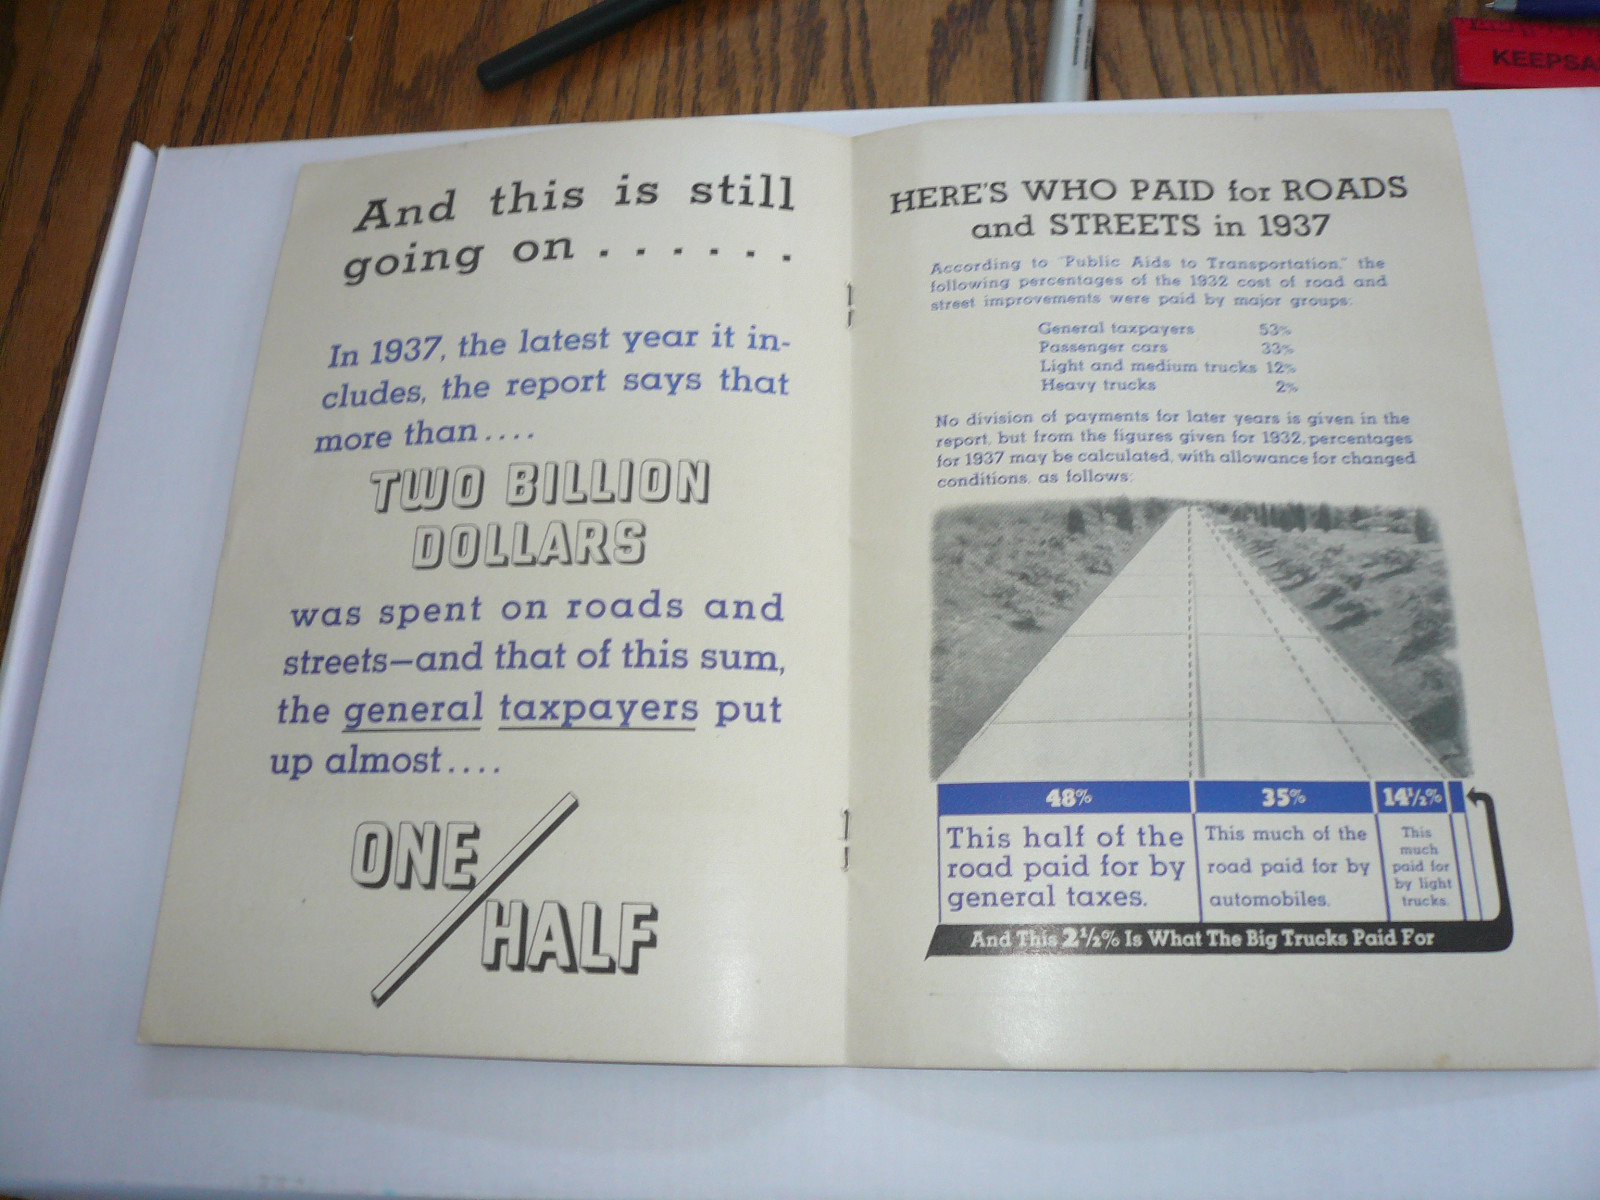 KEEPSA
And this is still
going on . . . . . .
In 1937, the latest year it in-
cludes, the report says that
more than . . . .
TWO BILLION
DOLLARS
was spent on roads and
streets—and that of this sum,
the general taxpayers put
up almost . . . .
ONE
HALF
HERE'S WHO PAID for ROADS
and STREETS in 1937
According to "Public Aids to Transportation," the
following percentages of the 1932 cost of road and
street improvements were paid by major groups:
General taxpayers 53%
Passenger cars 33%
Light and medium trucks 12%
Heavy trucks 2%
No division of payments for later years is given in the
report, but from the figures given for 1932, percentages
for 1937 may be calculated, with allowance for changed
conditions, as follows:
48% 35% 14½%
This half of the
road paid for by
general taxes.
This much of the
road paid for by
automobiles.
This
much
paid for
by light
trucks.
And This 2½% Is What The Big Trucks Paid For